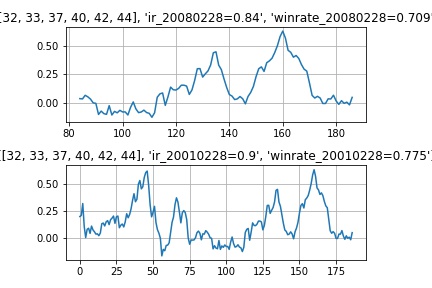 [32, 33, 37, 40, 42, 44], 'ir_20080228=0.84', 'winrate_20080228=0.709'
0.50
0.25
0.00
80 100 120 140 160 180
[[32, 33, 37, 40, 42, 44], 'ir_20010228=0.9', 'winrate_20010228=0.775']
0.50
0.25
0.00
0 25 50 75 100 125 150 175